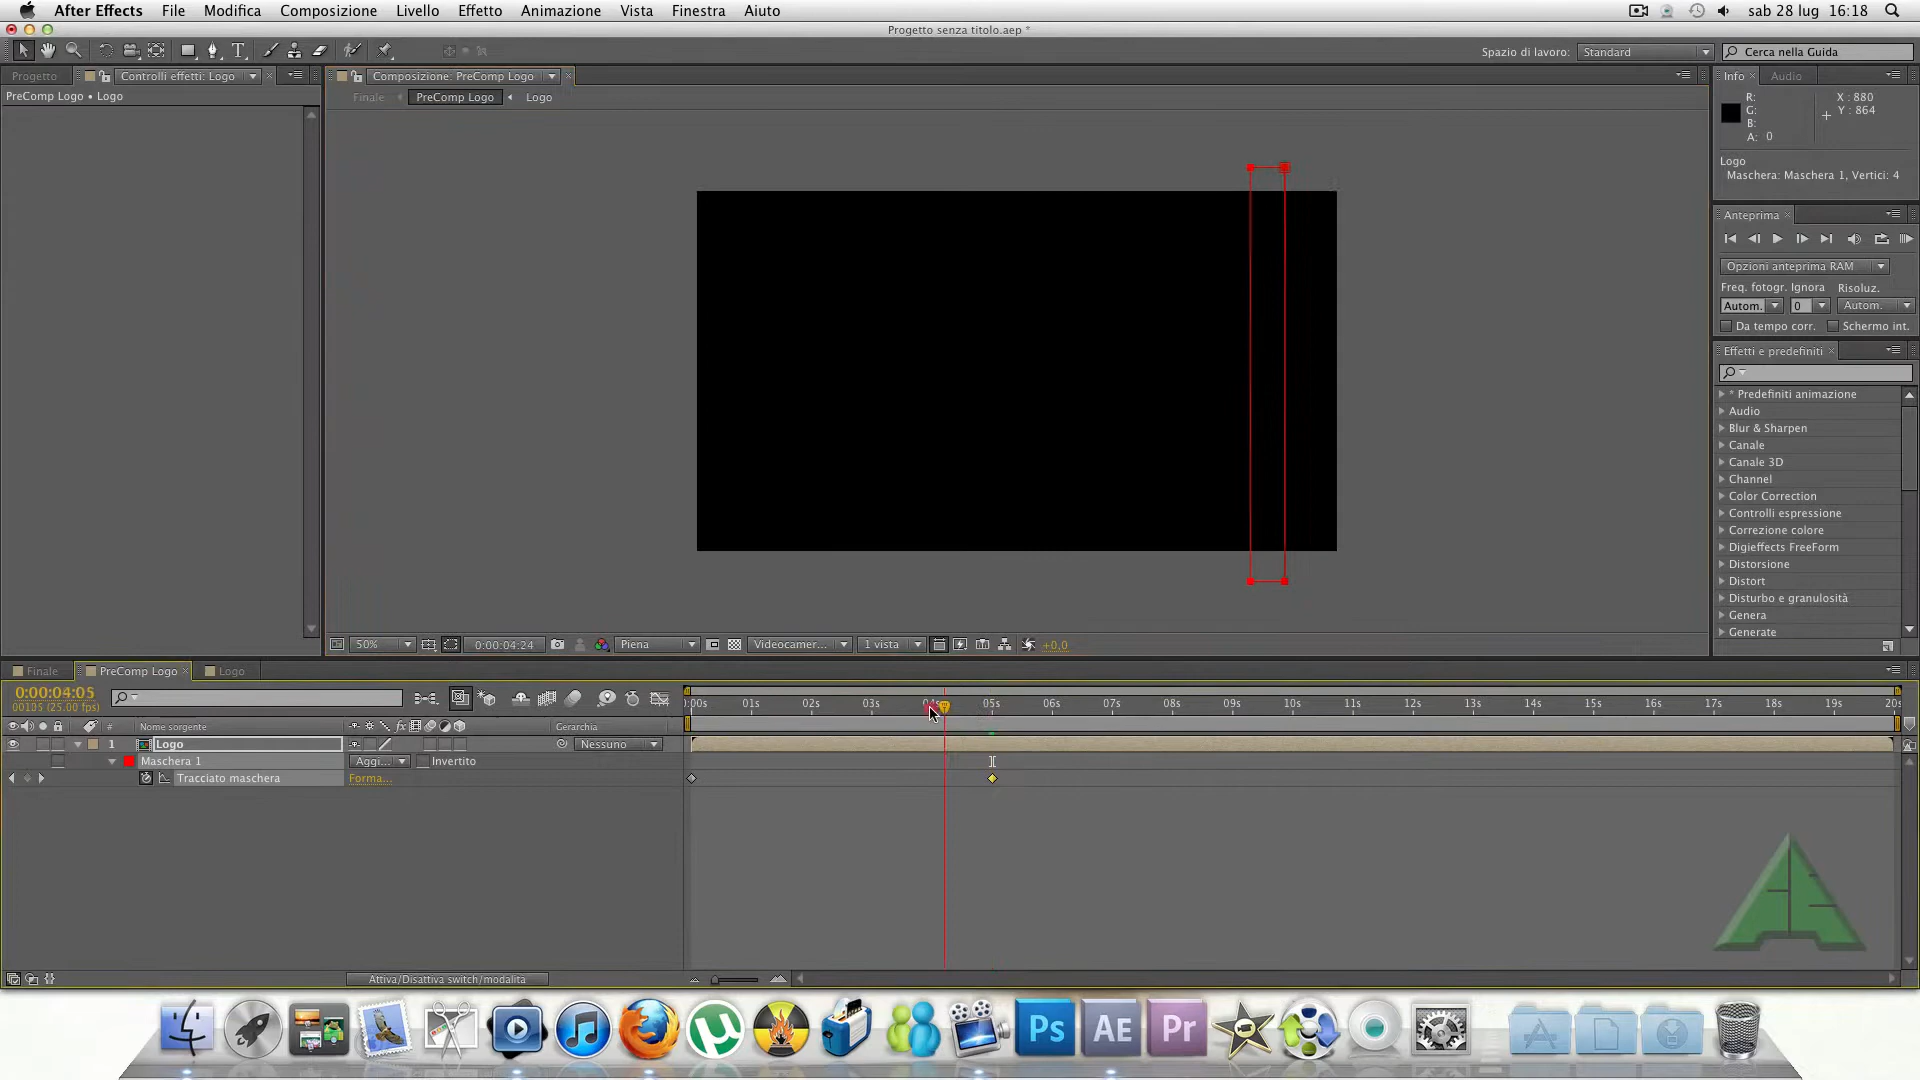 After Effects File Modifica Composizione Livello Effetto Animazione Vista Finestra Aiuto sab 28 lug 16:18
Progetto senza titolo.aep *
Spazio di lavoro: Standard Cerca nella Guida
Progetto Controlli effetti: Logo Composizione: PreComp Logo Info Audio
PreComp Logo • Logo Finale PreComp Logo Logo
R: X : 880
G: Y : 864
B:
A: 0
Logo
Maschera: Maschera 1, Vertici: 4
Anteprima
Opzioni anteprima RAM
Freq. fotogr. Ignora Risoluz.
Autom. 0 Autom.
Da tempo corr. Schermo int.
Effetti e predefiniti
* Predefiniti animazione
Audio
Blur & Sharpen
Canale
Canale 3D
Channel
Color Correction
Controlli espressione
Correzione colore
Digieffects FreeForm
Distorsione
Distort
Disturbo e granulosità
Genera
Generate
50% 0:00:04:24 Piena Videocamer... 1 vista +0,0
Finale PreComp Logo Logo
0:00:04:05
00105 (25.00 fps)
:00s 01s 02s 03s 04s 05s 06s 07s 08s 09s 10s 11s 12s 13s 14s 15s 16s 17s 18s 19s 20s
# Nome sorgente fx Gerarchia
1 Logo Nessuno
Maschera 1 Aggi... Invertito
Tracciato maschera Forma...
Attiva/Disattiva switch/modalita
Ps AE Pr